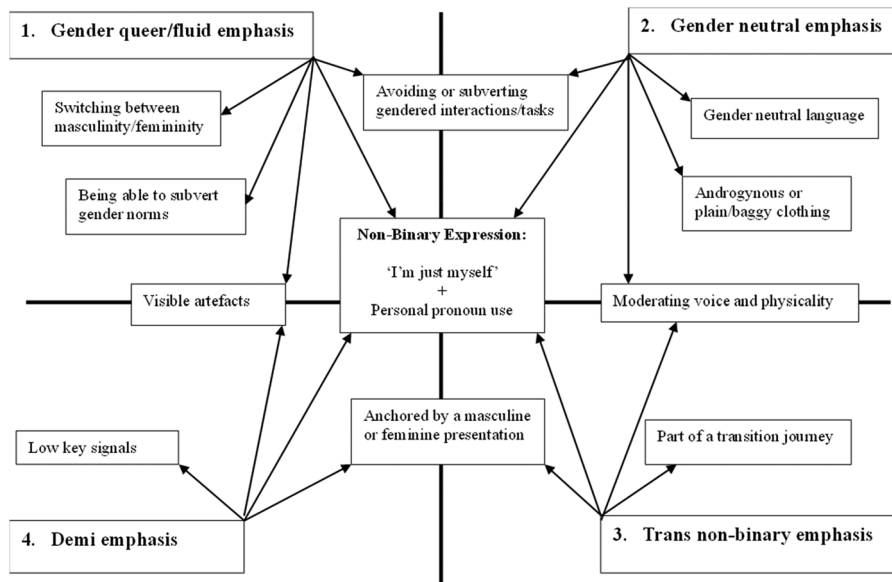 1. Gender queer/fluid emphasis
2. Gender neutral emphasis
Avoiding or subverting
gendered interactions/tasks
Switching between
masculinity/femininity
Gender neutral language
Being able to subvert
gender norms
Androgynous or
plain/baggy clothing
Non-Binary Expression:
‘I’m just myself’
+
Personal pronoun use
Visible artefacts
Moderating voice and physicality
Anchored by a masculine
or feminine presentation
Low key signals
Part of a transition journey
4. Demi emphasis
3. Trans non-binary emphasis